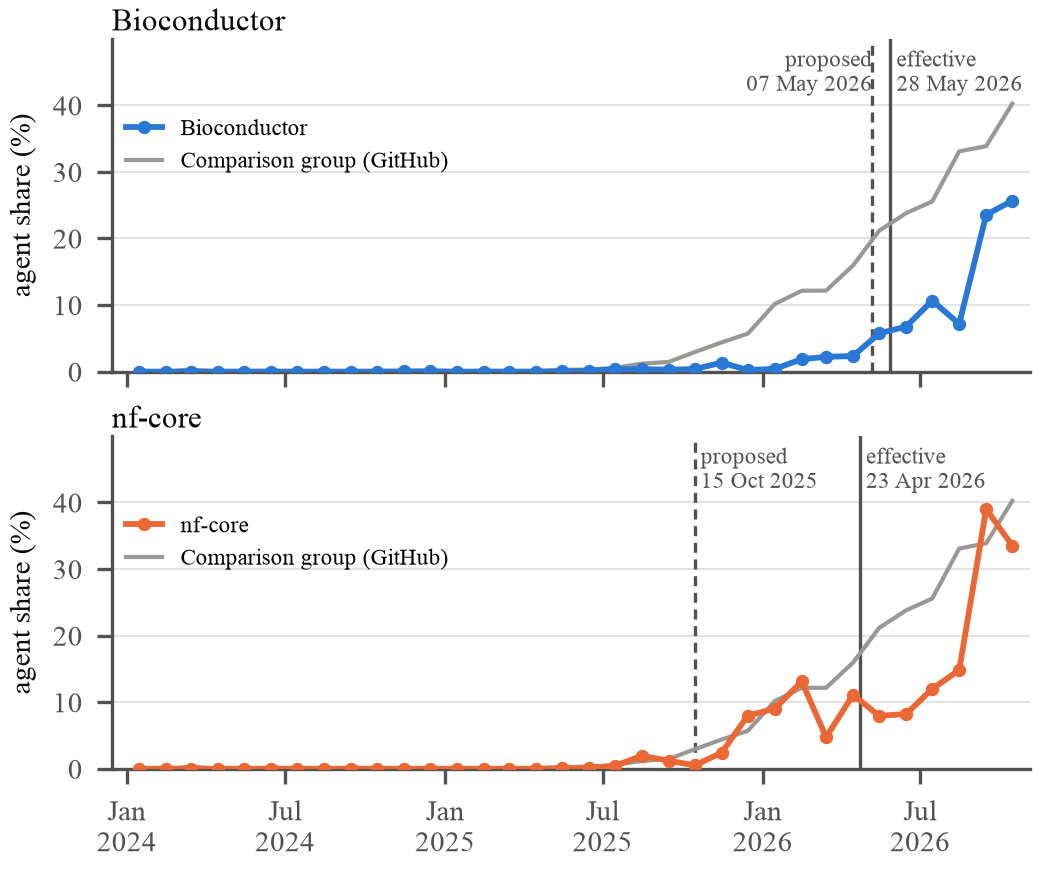 Bioconductor
proposed
07 May 2026
effective
28 May 2026
Bioconductor
Comparison group (GitHub)
agent share (%)
40
30
20
10
0
nf-core
proposed
15 Oct 2025
effective
23 Apr 2026
nf-core
Comparison group (GitHub)
agent share (%)
40
30
20
10
0
Jan
2024
Jul
2024
Jan
2025
Jul
2025
Jan
2026
Jul
2026